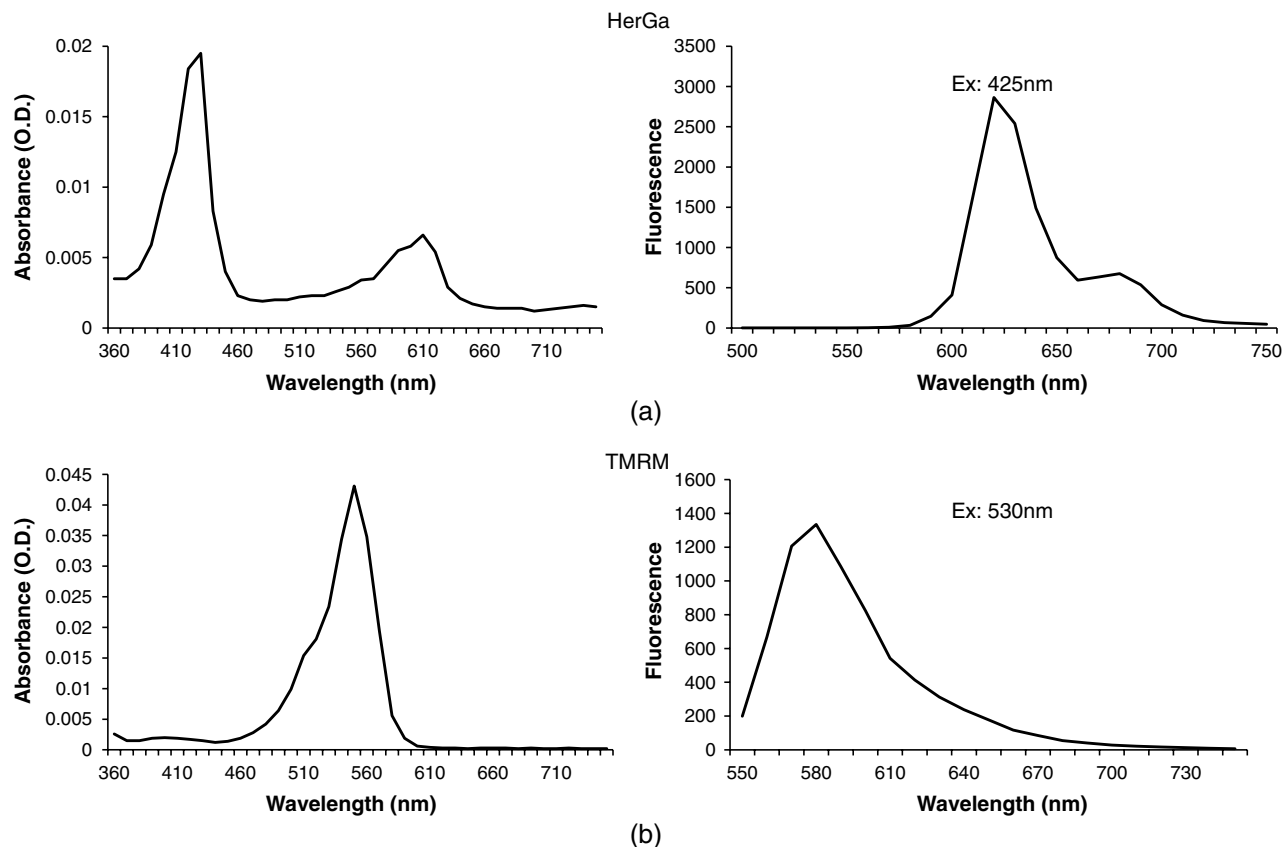 HerGa
0.02
0.015
0.01
0.005
0
Absorbance (O.D.)
360 410 460 510 560 610 660 710
Wavelength (nm)
3500
3000
2500
2000
1500
1000
500
0
Fluorescence
Ex: 425nm
500 550 600 650 700 750
Wavelength (nm)
(a)
TMRM
0.045
0.04
0.035
0.03
0.025
0.02
0.015
0.01
0.005
0
Absorbance (O.D.)
360 410 460 510 560 610 660 710
Wavelength (nm)
1600
1400
1200
1000
800
600
400
200
0
Fluorescence
Ex: 530nm
550 580 610 640 670 700 730
Wavelength (nm)
(b)